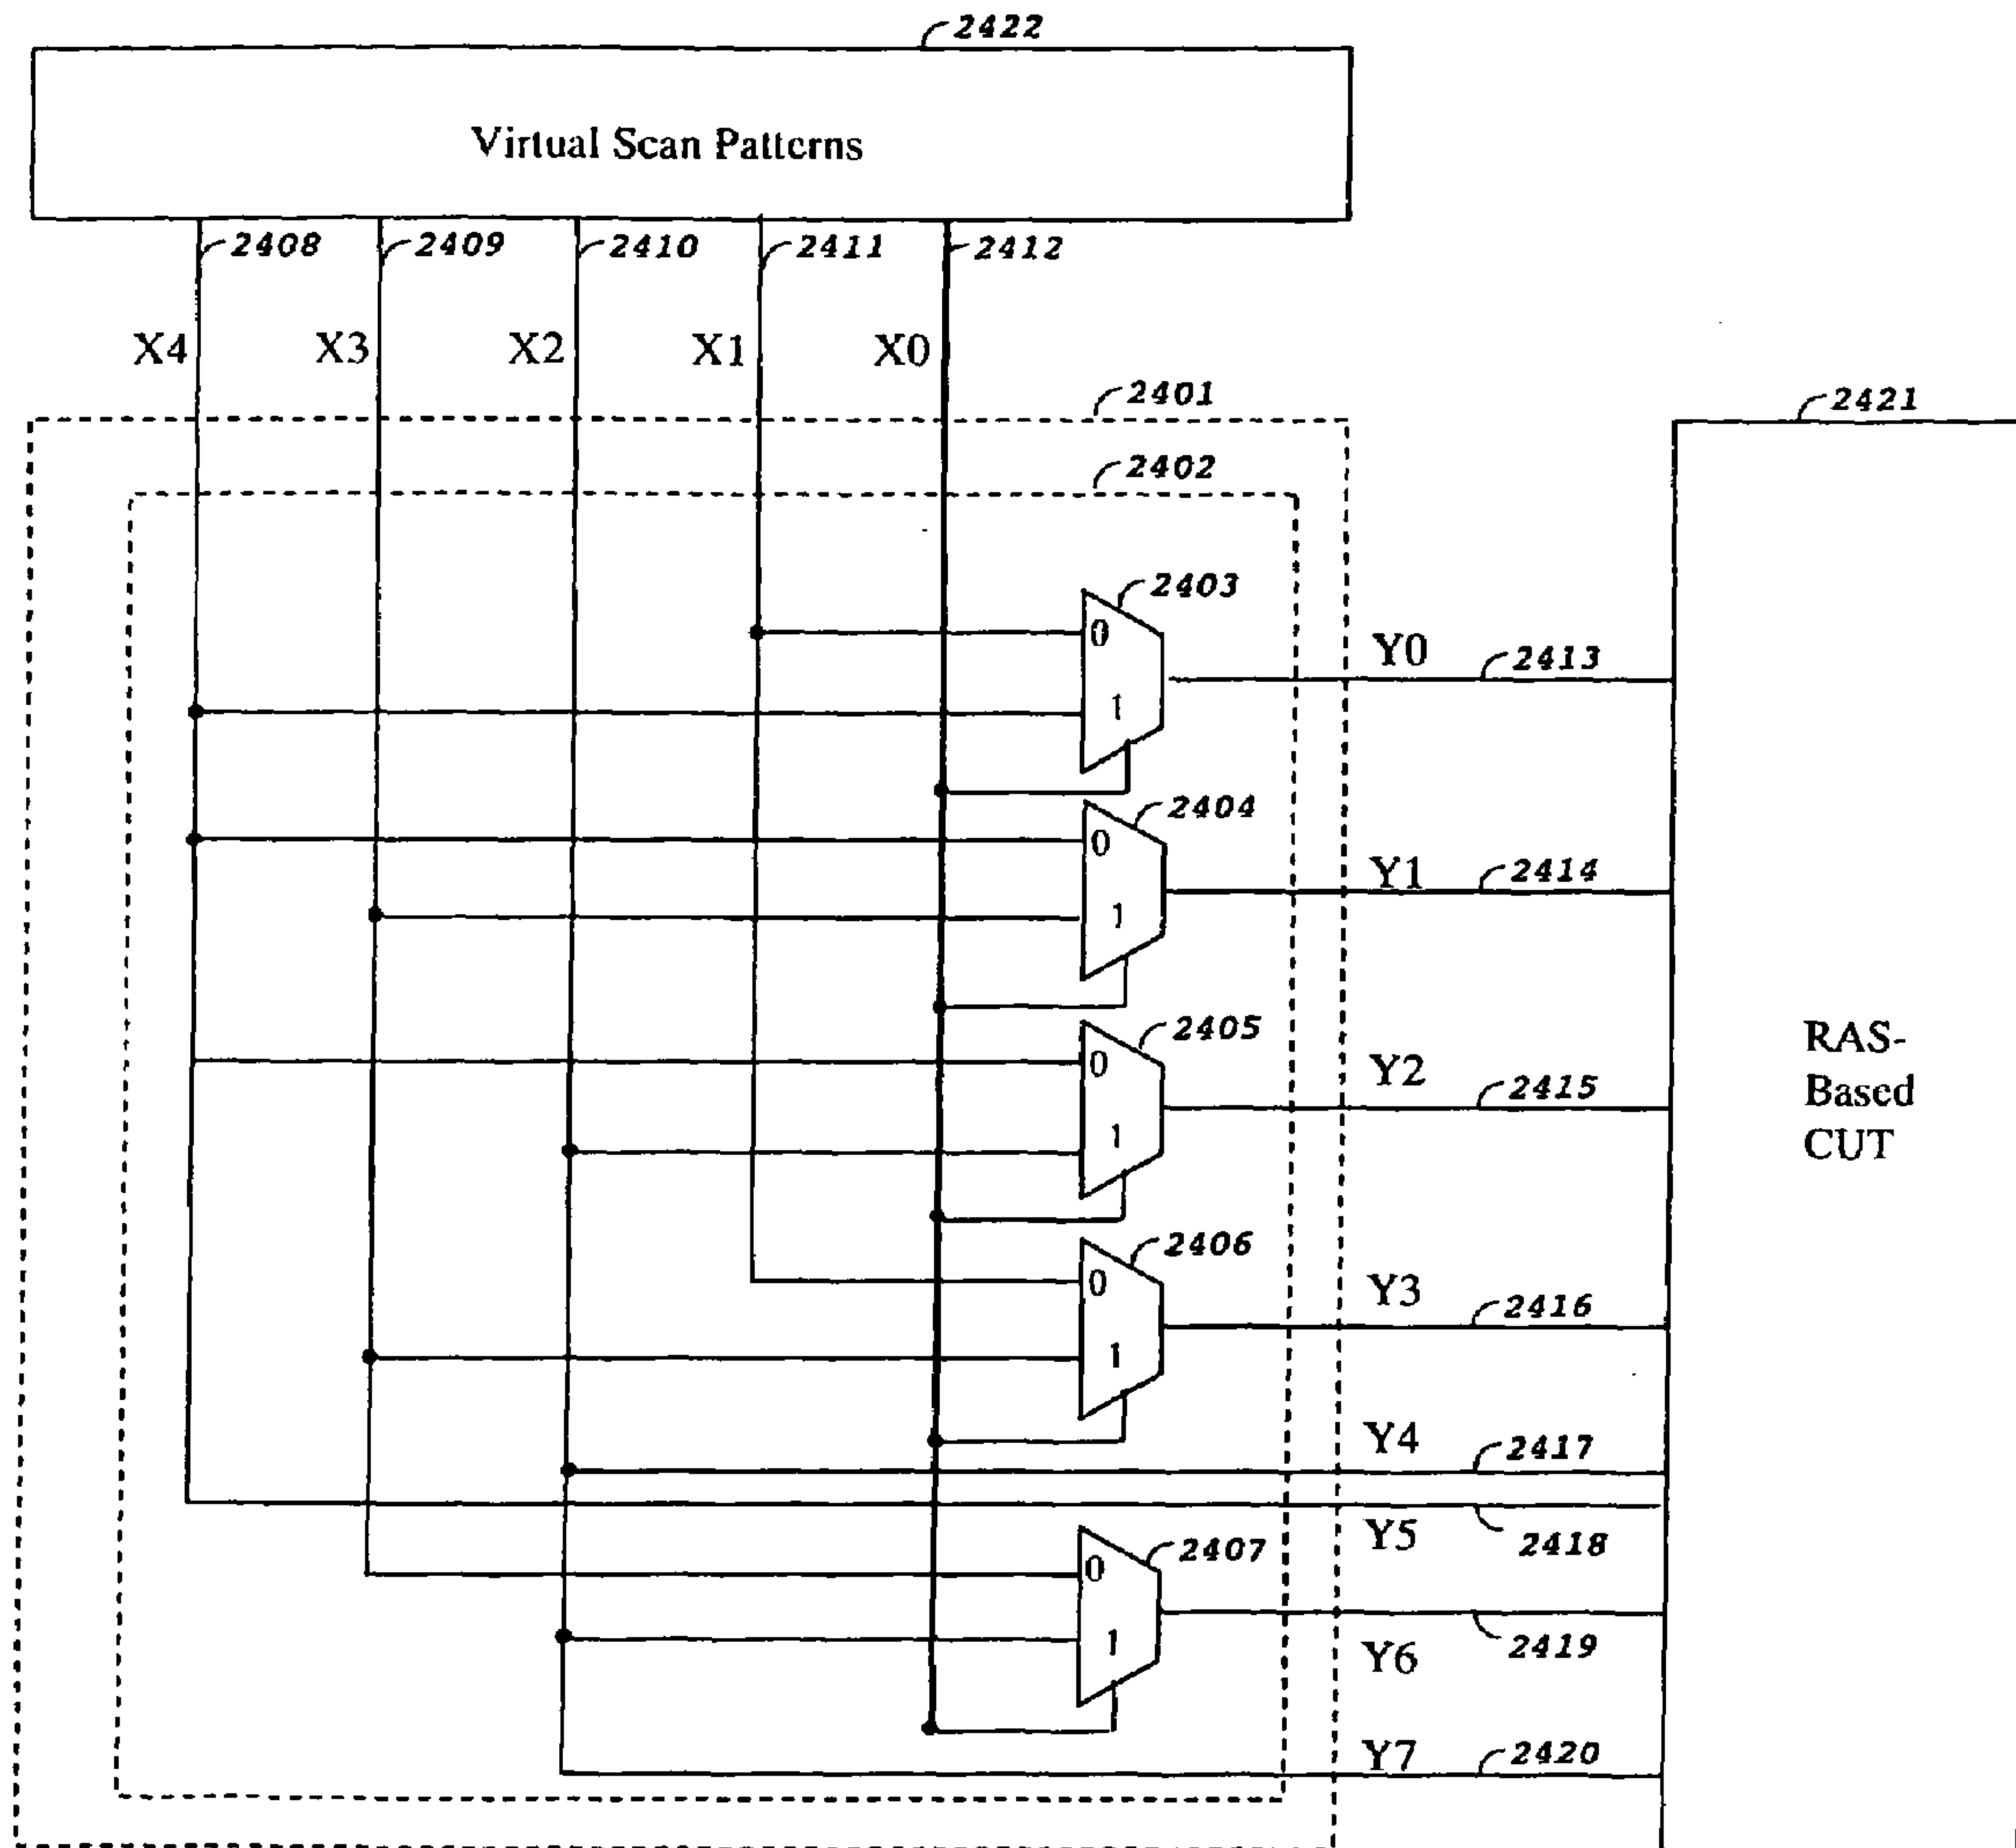 2422
Virtual Scan Patterns
2408 2409 2410 2411 2412
X4 X3 X2 X1 X0
2401
2421
2402
2403
0
Y0 2413
1
2404
0
Y1 2414
1
2405
0
Y2 2415
1
RAS-
Based
CUT
2406
0
Y3 2416
1
Y4 2417
Y5 2418
2407
0
1
Y6 2419
Y7 2420